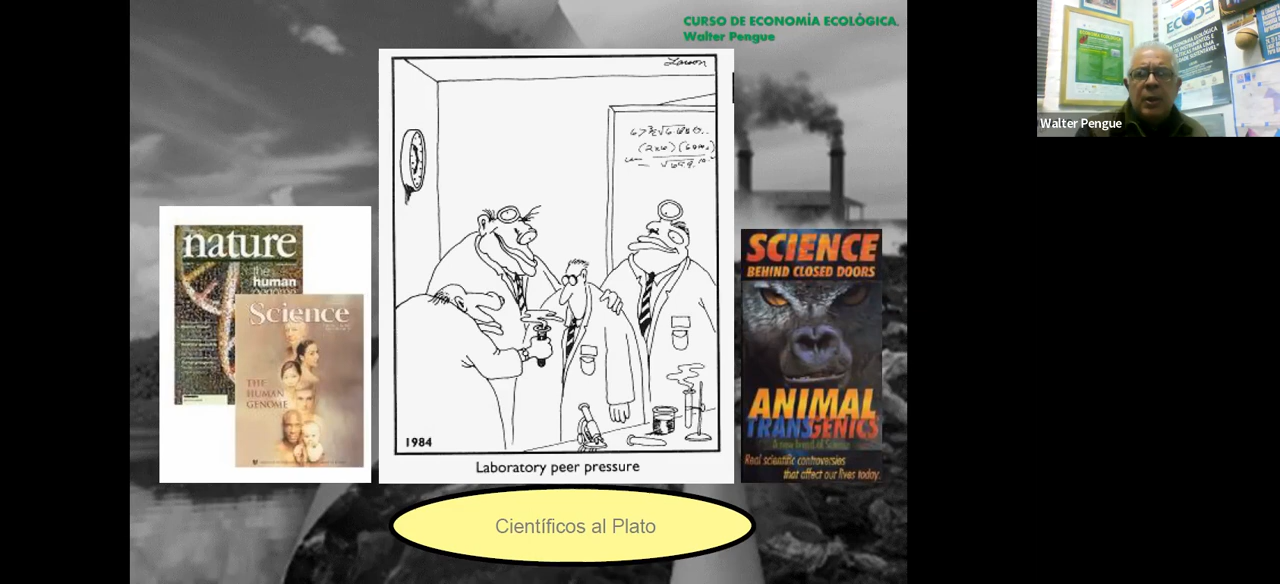 CURSO DE ECONOMÍA ECOLÓGICA.
Walter Pengue
Larson
nature
the
human
Science
THE
HUMAN
GENOME
1984
Laboratory peer pressure
SCIENCE
BEHIND CLOSED DOORS
ANIMAL
TRANSGENICS
A new trend of Science
Real scientific controversies
that affect our lives today.
Científicos al Plato
ECODE
Walter Pengue